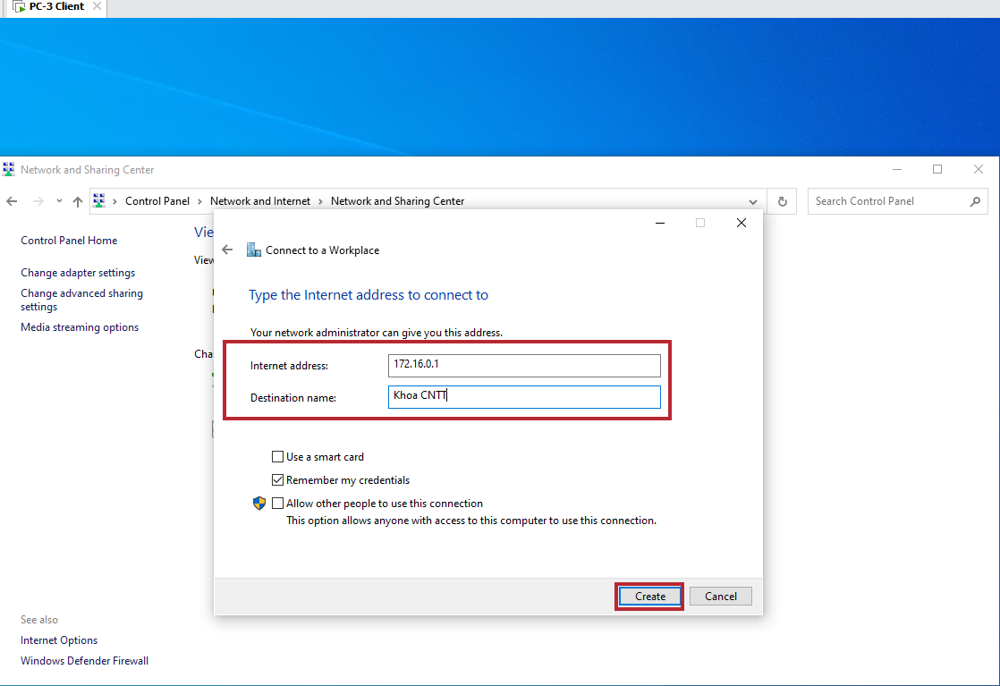 PC-3 Client
Network and Sharing Center
Control Panel > Network and Internet > Network and Sharing Center
Search Control Panel
Control Panel Home
Change adapter settings
Change advanced sharing
settings
Media streaming options
Vie
View
Cha
Connect to a Workplace
Type the Internet address to connect to
Your network administrator can give you this address.
Internet address: 172.16.0.1
Destination name: Khoa CNTT
Use a smart card
Remember my credentials
Allow other people to use this connection
This option allows anyone with access to this computer to use this connection.
Create Cancel
See also
Internet Options
Windows Defender Firewall